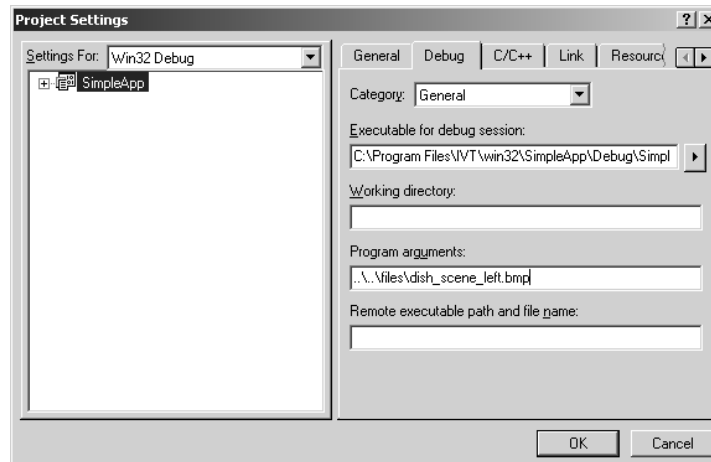 Project Settings
Settings For: Win32 Debug
SimpleApp
General Debug C/C++ Link
Category: General
Executable for debug session:
C:\Program Files\IVT\win32\SimpleApp\Debug\Simpl
Working directory:
Program arguments:
..\..\files\dish_scene_left.bmp
Remote executable path and file name:
OK Cancel